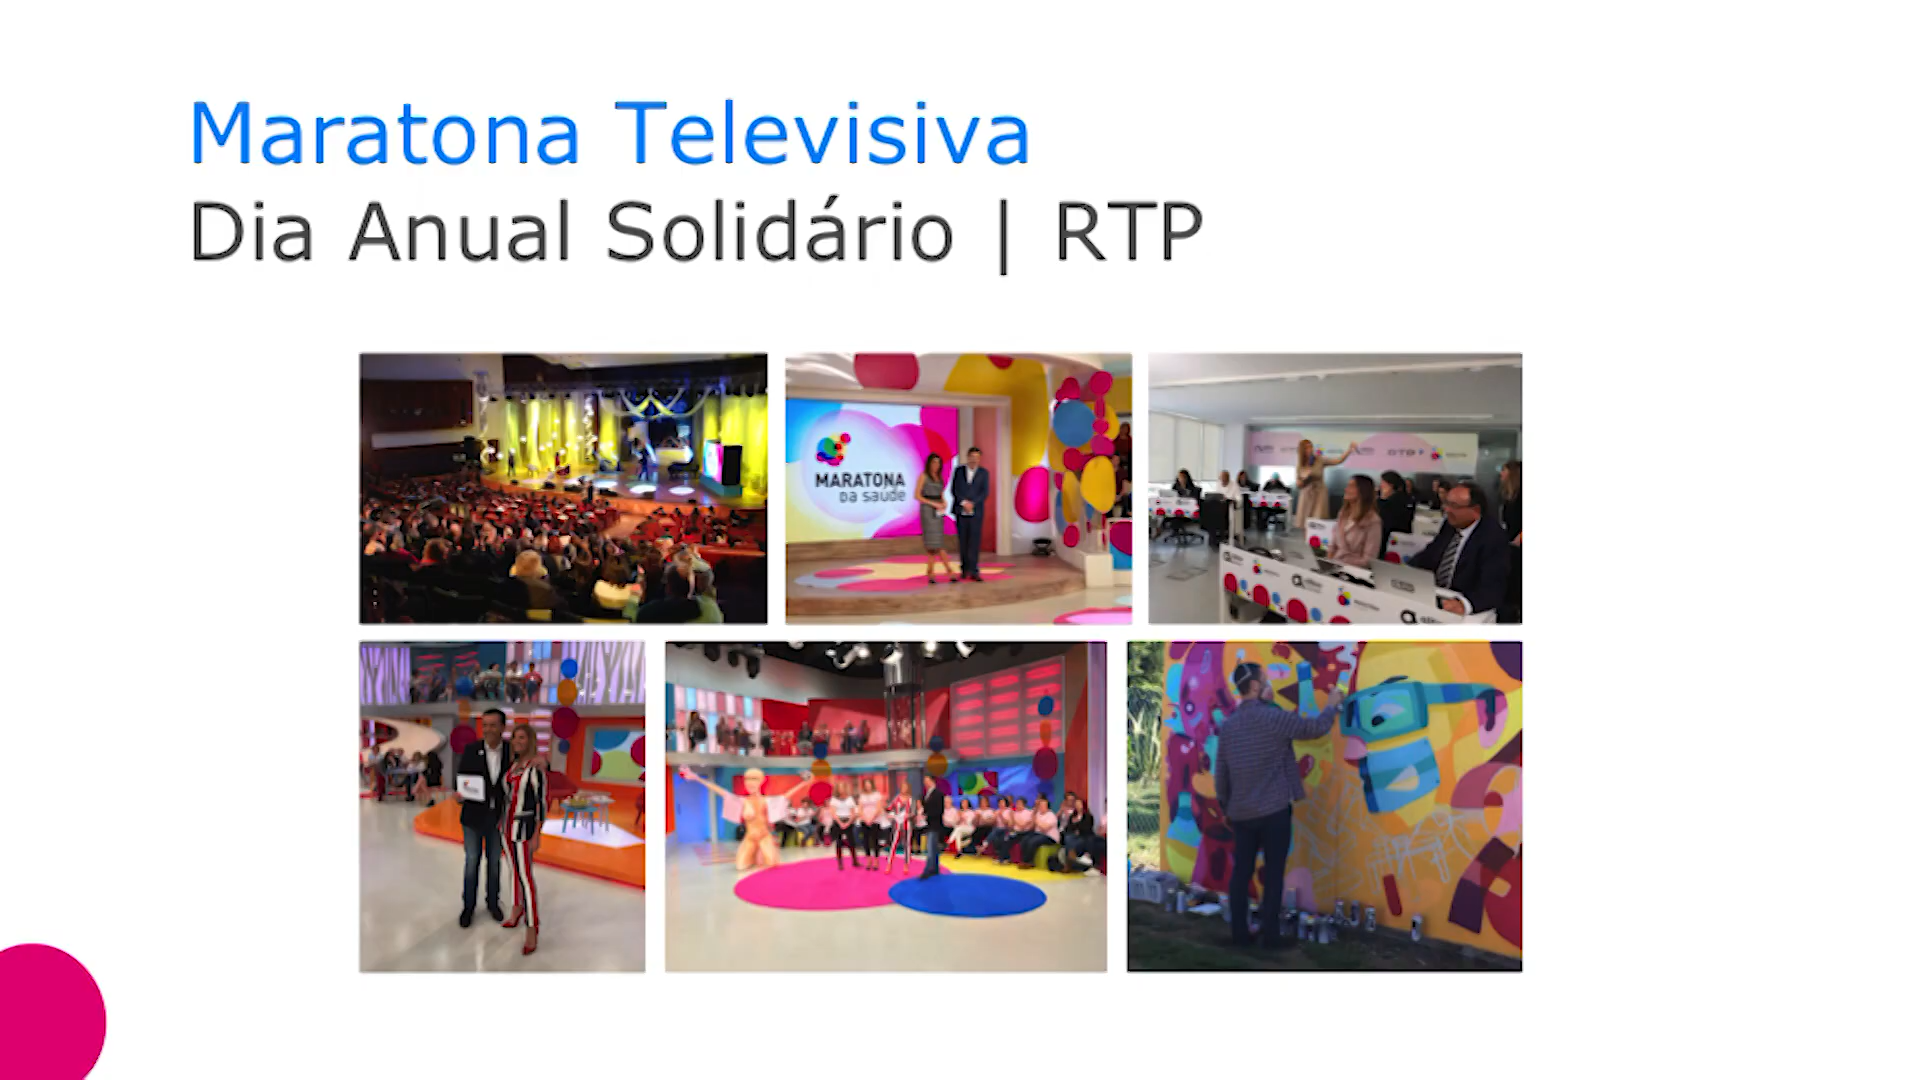 Maratona Televisiva
Dia Anual Solidário | RTP
MARATONA
Da saúde